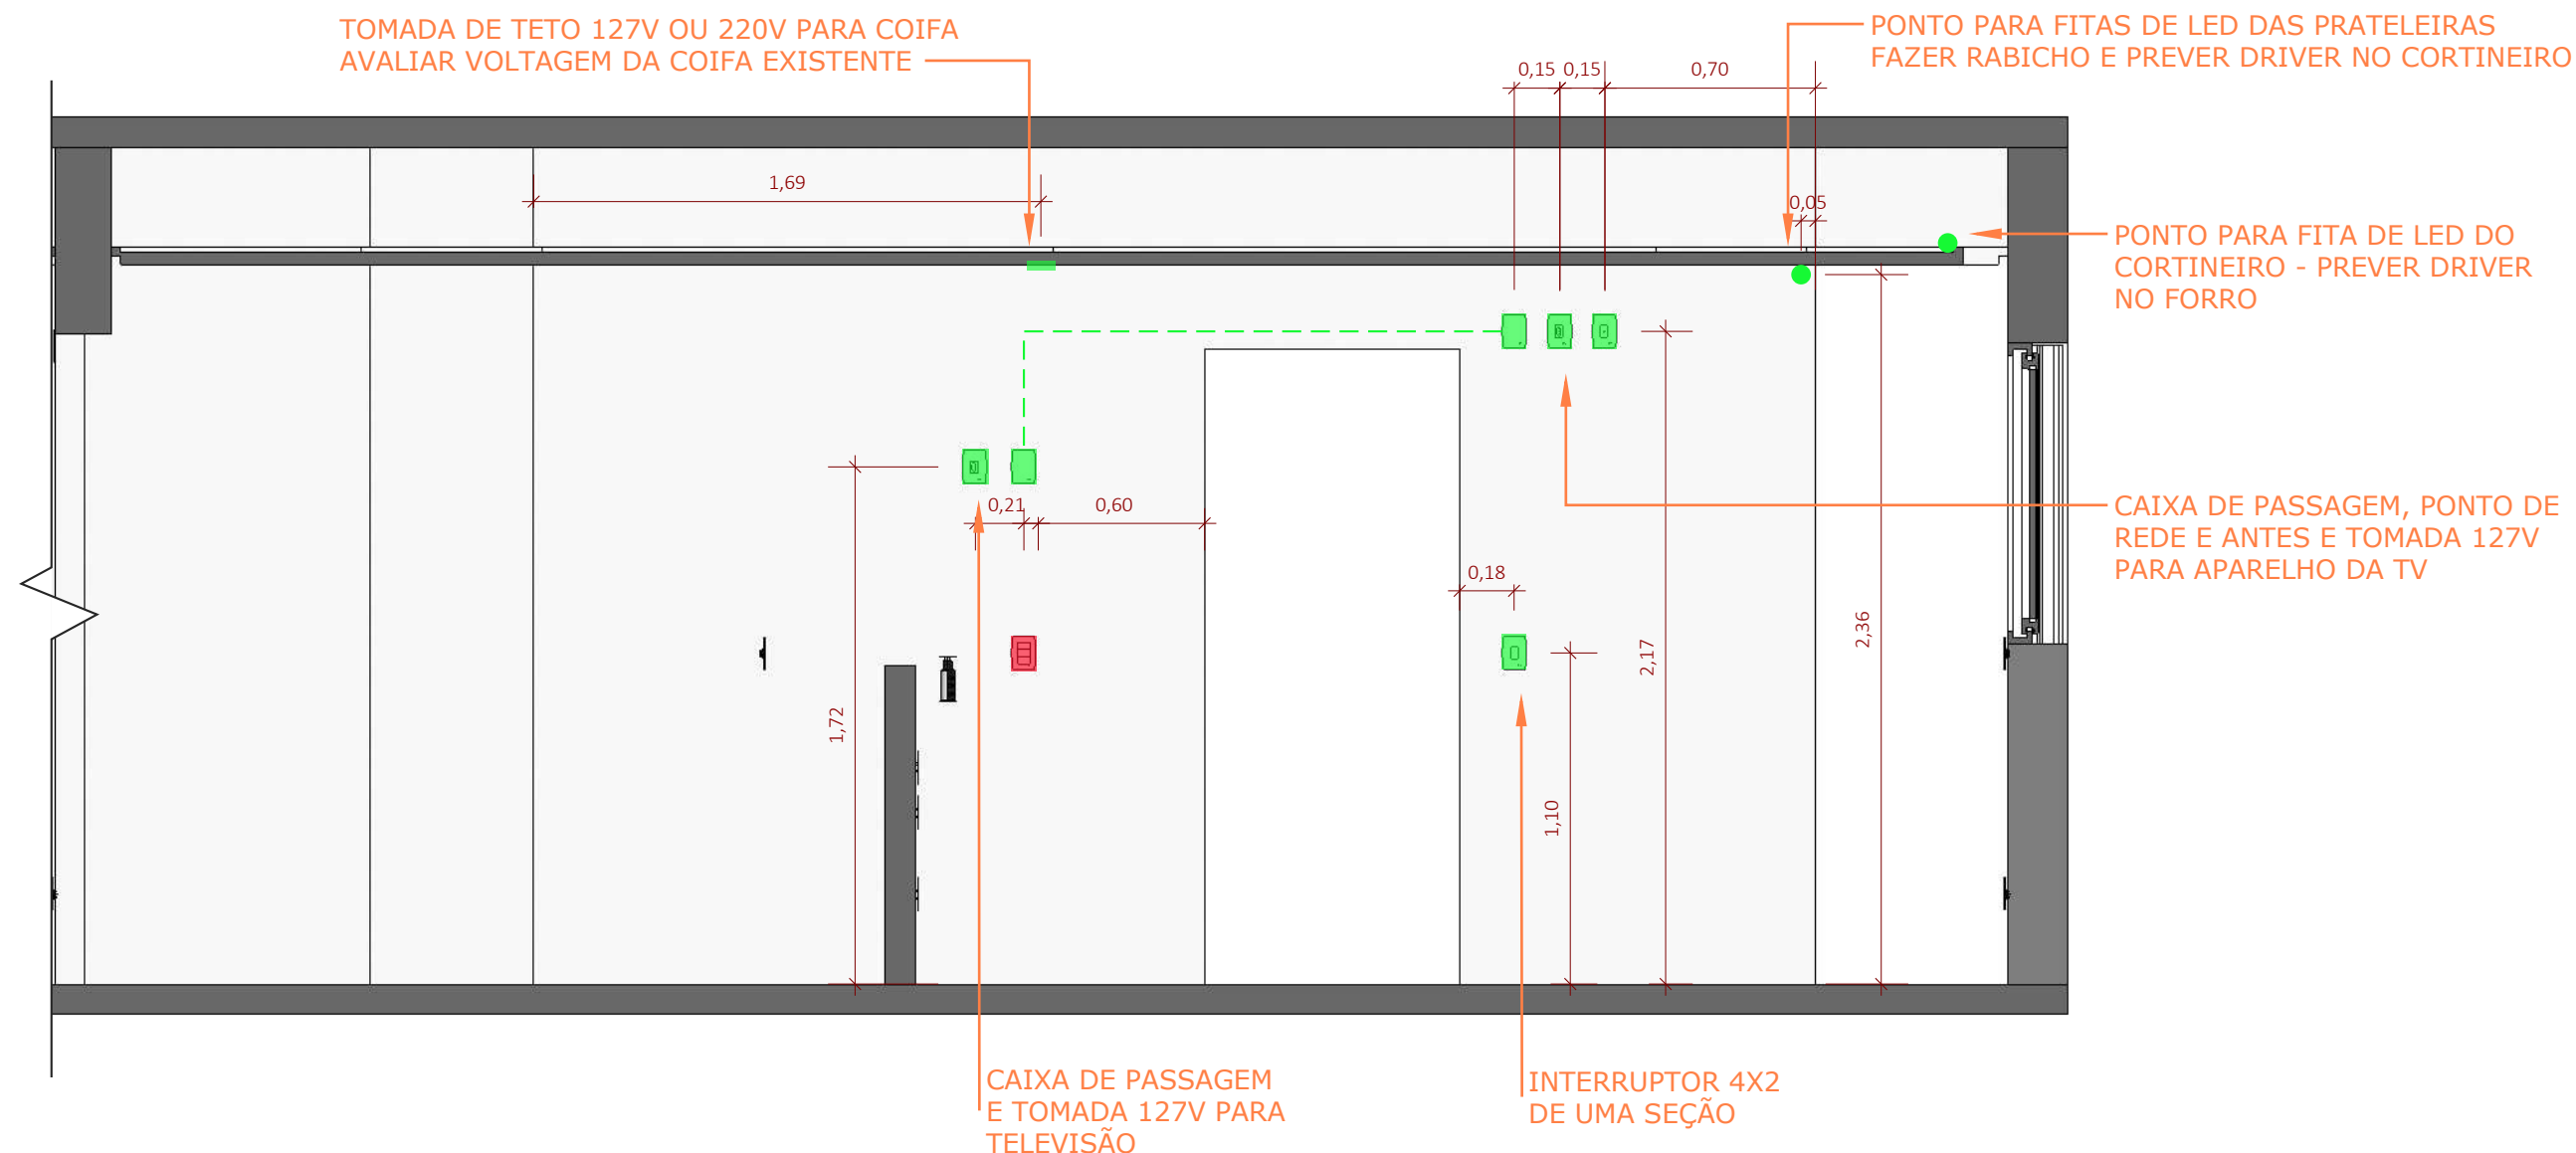 TOMADA DE TETO 127V OU 220V PARA COIFA
AVALIAR VOLTAGEM DA COIFA EXISTENTE
PONTO PARA FITAS DE LED DAS PRATELEIRAS
FAZER RABICHO E PREVER DRIVER NO CORTINEIRO
0,15
0,15
0,70
1,69
0,05
PONTO PARA FITA DE LED DO
CORTINEIRO - PREVER DRIVER
NO FORRO
0,21
0,60
CAIXA DE PASSAGEM, PONTO DE
REDE E ANTES E TOMADA 127V
PARA APARELHO DA TV
0,18
2,36
2,17
1,72
1,10
CAIXA DE PASSAGEM
E TOMADA 127V PARA
TELEVISÃO
INTERRUPTOR 4X2
DE UMA SEÇÃO